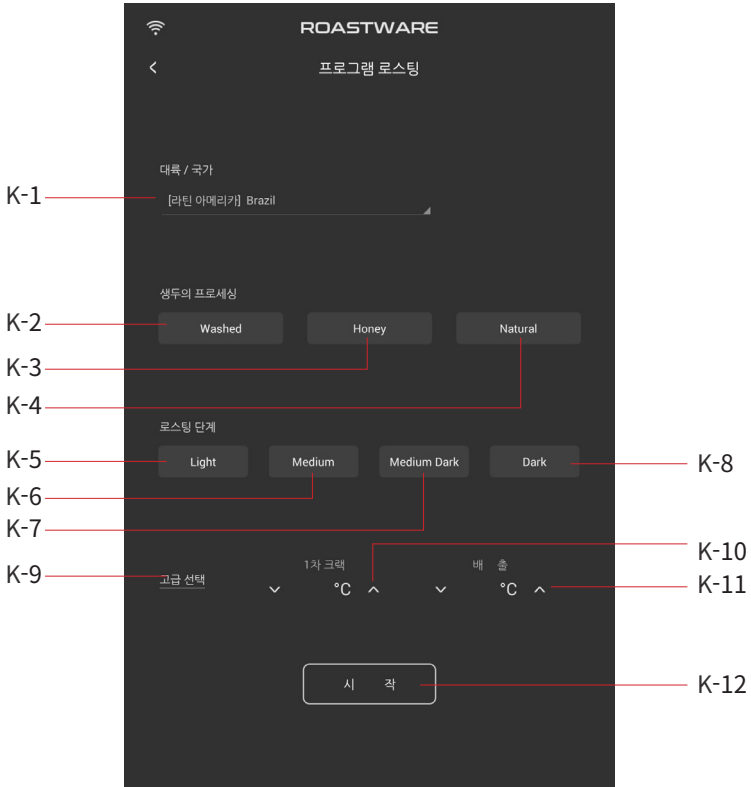 ROASTWARE
프로그램 로스팅
대륙 / 국가
K-1
[라틴 아메리카] Brazil
생두의 프로세싱
K-2
Washed
Honey
Natural
K-3
K-4
로스팅 단계
K-5
Light
Medium
Medium Dark
Dark
K-8
K-6
K-7
K-10
1차 크랙
배 출
K-9
고급 선택
°C
°C
K-11
시 작
K-12